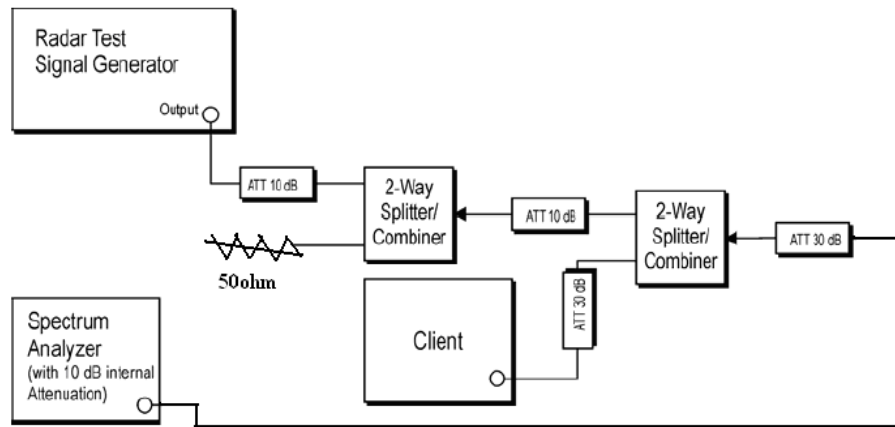 Radar Test
Signal Generator
Output
ATT 10 dB
2-Way
Splitter/
Combiner
50ohm
ATT 10 dB
2-Way
Splitter/
Combiner
ATT 30 dB
ATT 30 dB
Client
Spectrum
Analyzer
(with 10 dB internal
Attenuation)